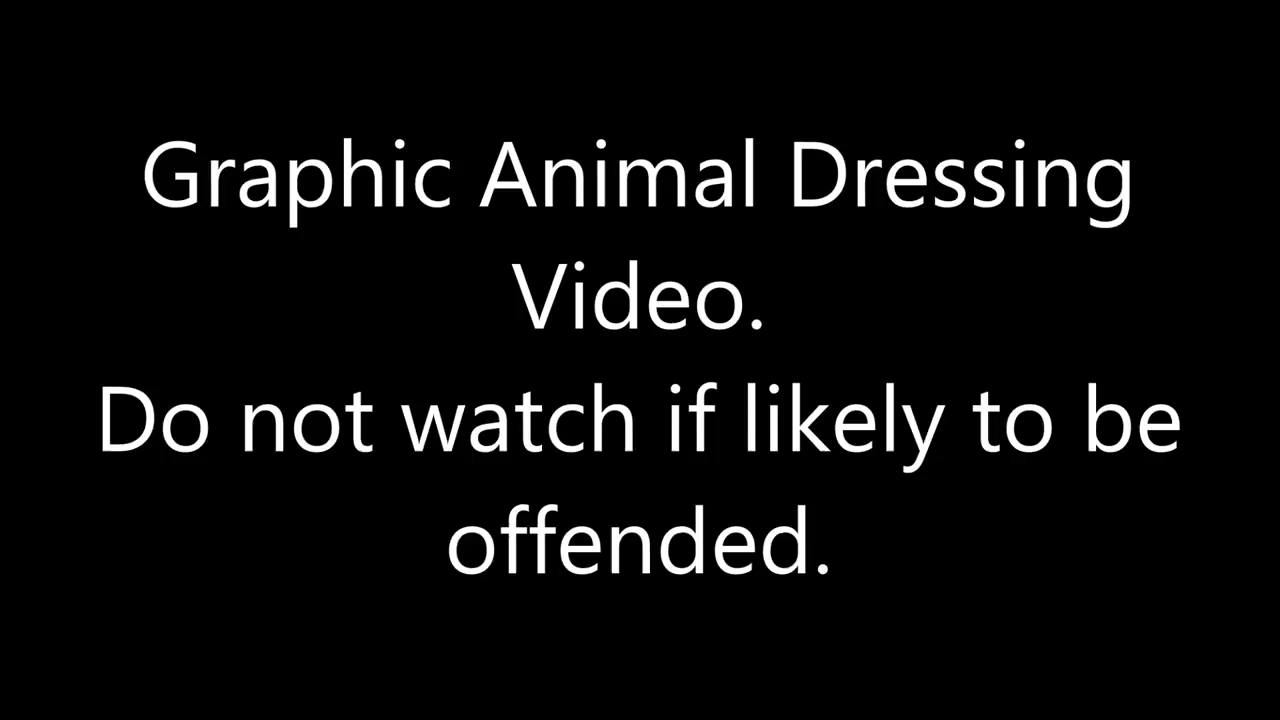 Graphic Animal Dressing
Video.
Do not watch if likely to be
offended.